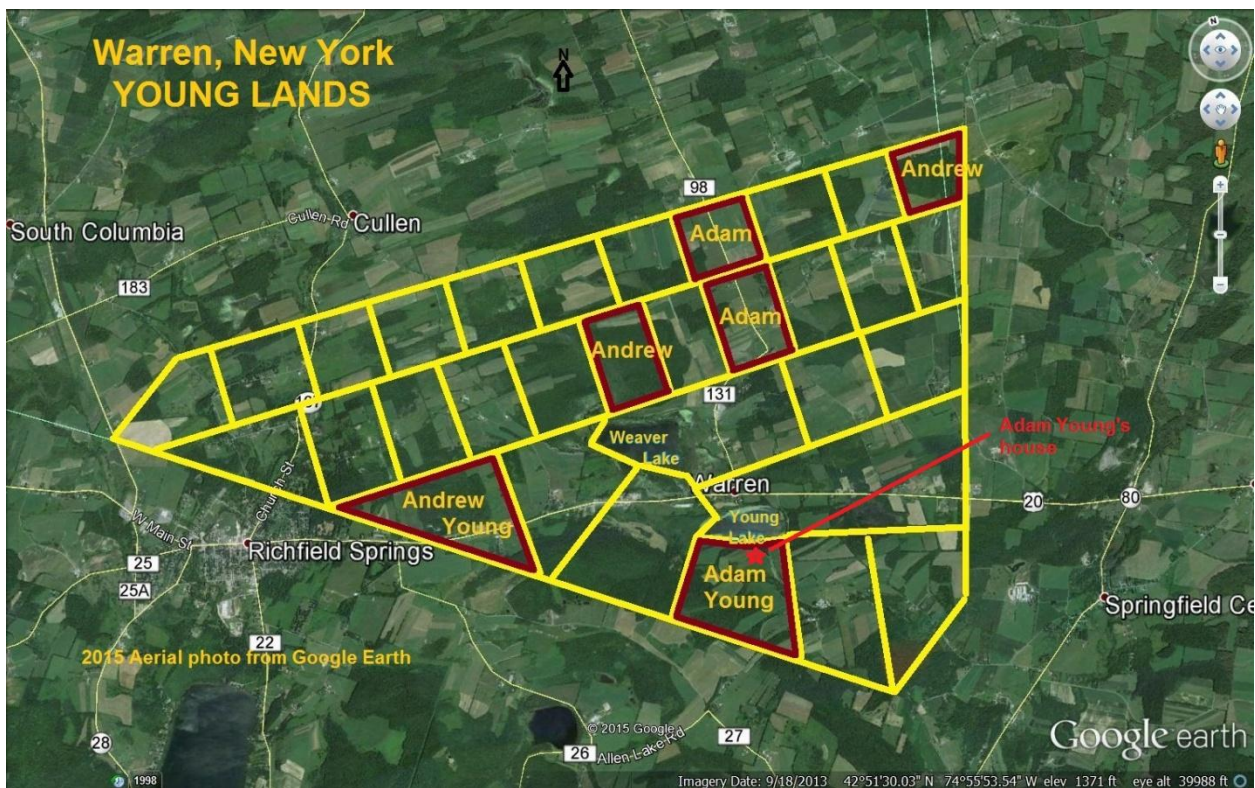 Warren, New York
YOUNG LANDS
N
N
98
Andrew
Adam
South Columbia
Cullen Rd
Cullen
183
Adam
Andrew
131
Adam Young's
house
Weaver
Lake
Church St
Warren
20
80
Andrew
Young
Young
Lake
W Main St
Richfield Springs
25
25A
Adam
Young
Springfield Ce
22
2015 Aerial photo from Google Earth
© 2015 Google
28
26
Allen Lake Rd
27
Google earth
1998
Imagery Date: 9/18/2013 42°51'30.03" N 74°55'53.54" W elev 1371 ft eye alt 39988 ft